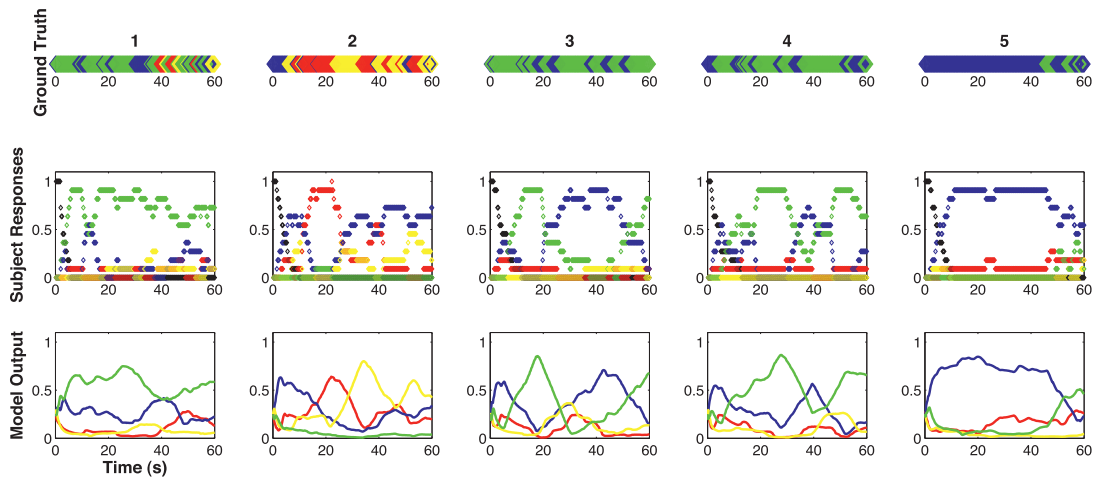 1 2 3 4 5
Ground Truth
0 20 40 60 0 20 40 60 0 20 40 60 0 20 40 60 0 20 40 60
Subject Responses
1 1 1 1 1
0.5 0.5 0.5 0.5 0.5
0 0 0 0 0
0 20 40 60 0 20 40 60 0 20 40 60 0 20 40 60 0 20 40 60
Model Output
1 1 1 1 1
0.5 0.5 0.5 0.5 0.5
0 0 0 0 0
0 20 40 60 0 20 40 60 0 20 40 60 0 20 40 60 0 20 40 60
Time (s)